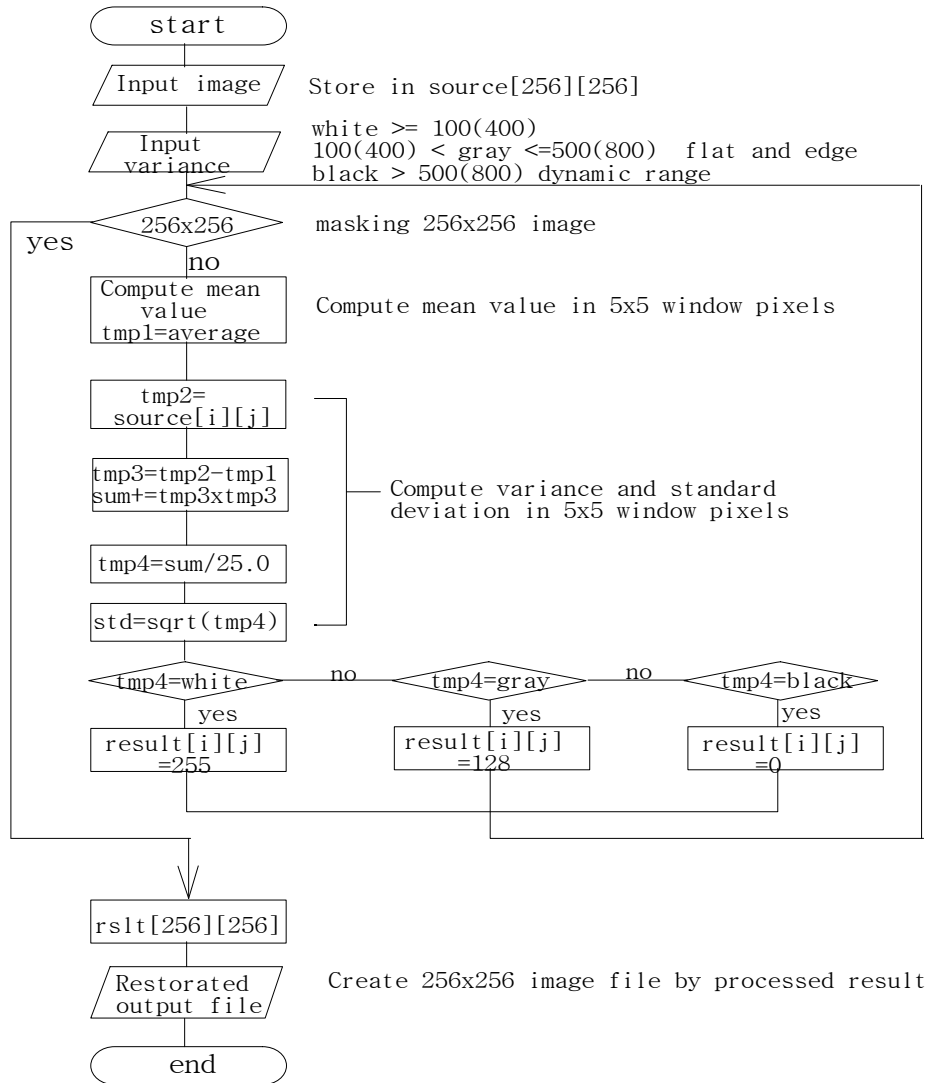 start
Input image
Store in source[256][256]
Input
variance
white >= 100(400)
100(400) < gray <=500(800) flat and edge
black > 500(800) dynamic range
256x256
masking 256x256 image
yes
no
Compute mean
value
tmp1=average
Compute mean value in 5x5 window pixels
tmp2=
source[i][j]
tmp3=tmp2-tmp1
sum+=tmp3xtmp3
Compute variance and standard
deviation in 5x5 window pixels
tmp4=sum/25.0
std=sqrt(tmp4)
tmp4=white
no
tmp4=gray
no
tmp4=black
yes
yes
yes
result[i][j]
=255
result[i][j]
=128
result[i][j]
=0
rslt[256][256]
Restorated
output file
Create 256x256 image file by processed result
end